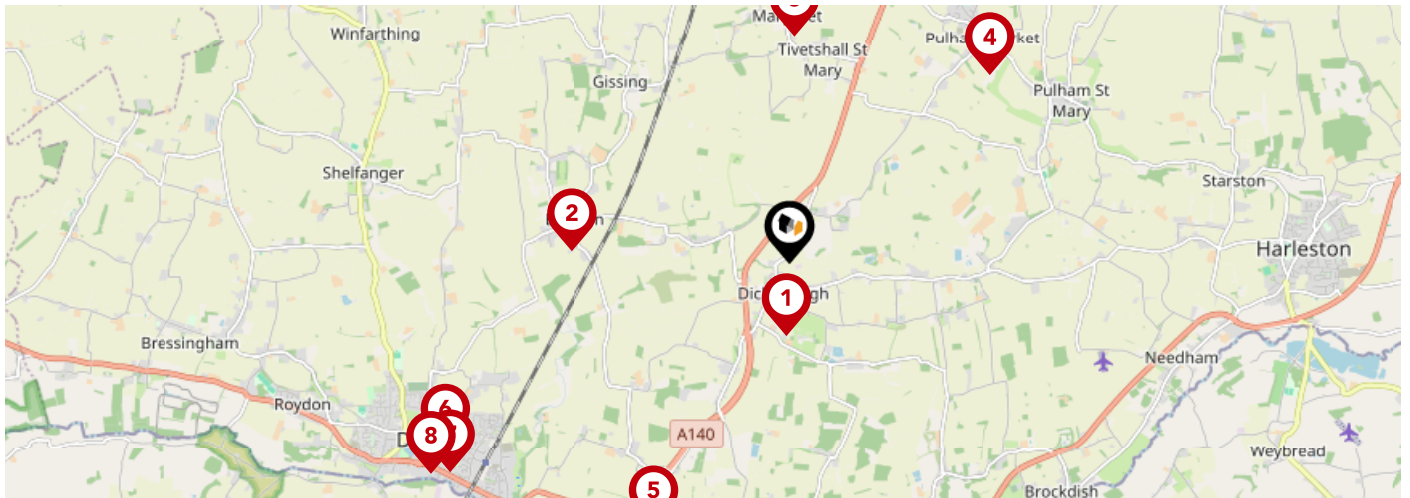 Winfarthing
Tivetshall St
Mary
4
Gissing
Pulham St
Mary
Shelfanger
Starston
2
Harleston
1
Bressingham
Needham
Roydon
6
8
A140
Weybread
5
Brockdish